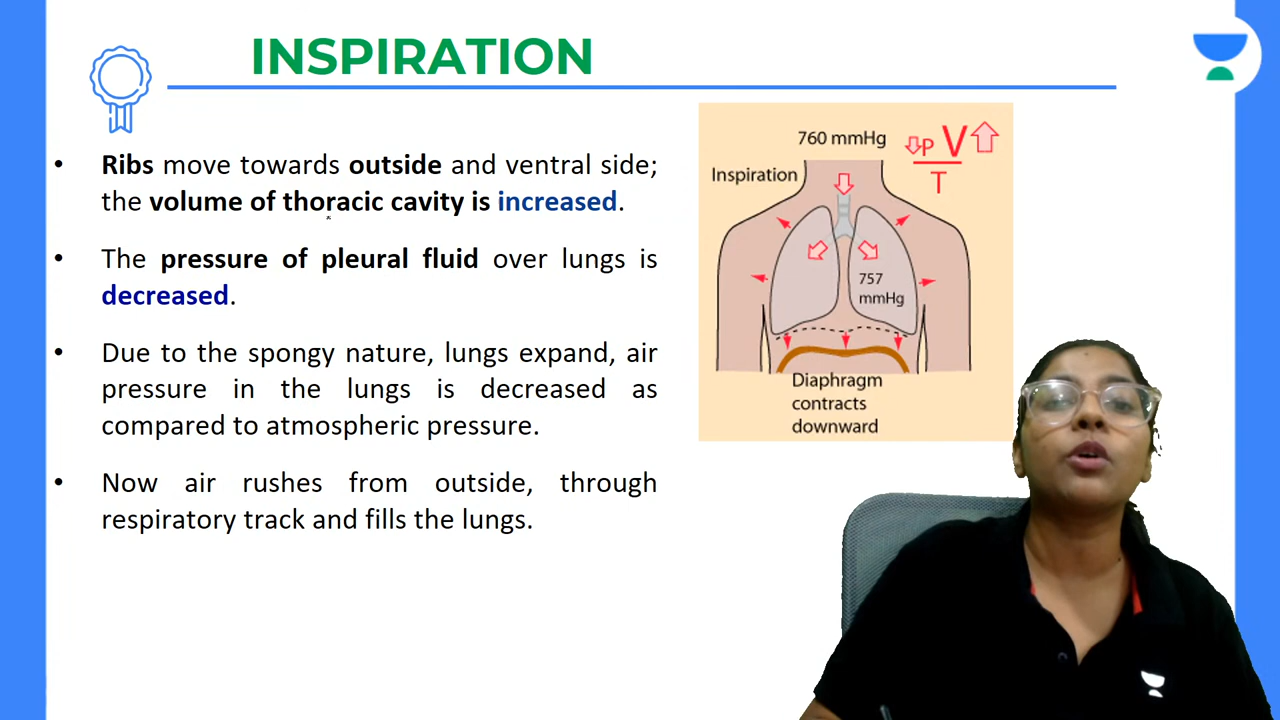 INSPIRATION
• Ribs move towards outside and ventral side;
the volume of thoracic cavity is increased.
• The pressure of pleural fluid over lungs is
decreased.
• Due to the spongy nature, lungs expand, air
pressure in the lungs is decreased as
compared to atmospheric pressure.
• Now air rushes from outside, through
respiratory track and fills the lungs.
760 mmHg
P V
T
Inspiration
757
mmHg
Diaphragm
contracts
downward